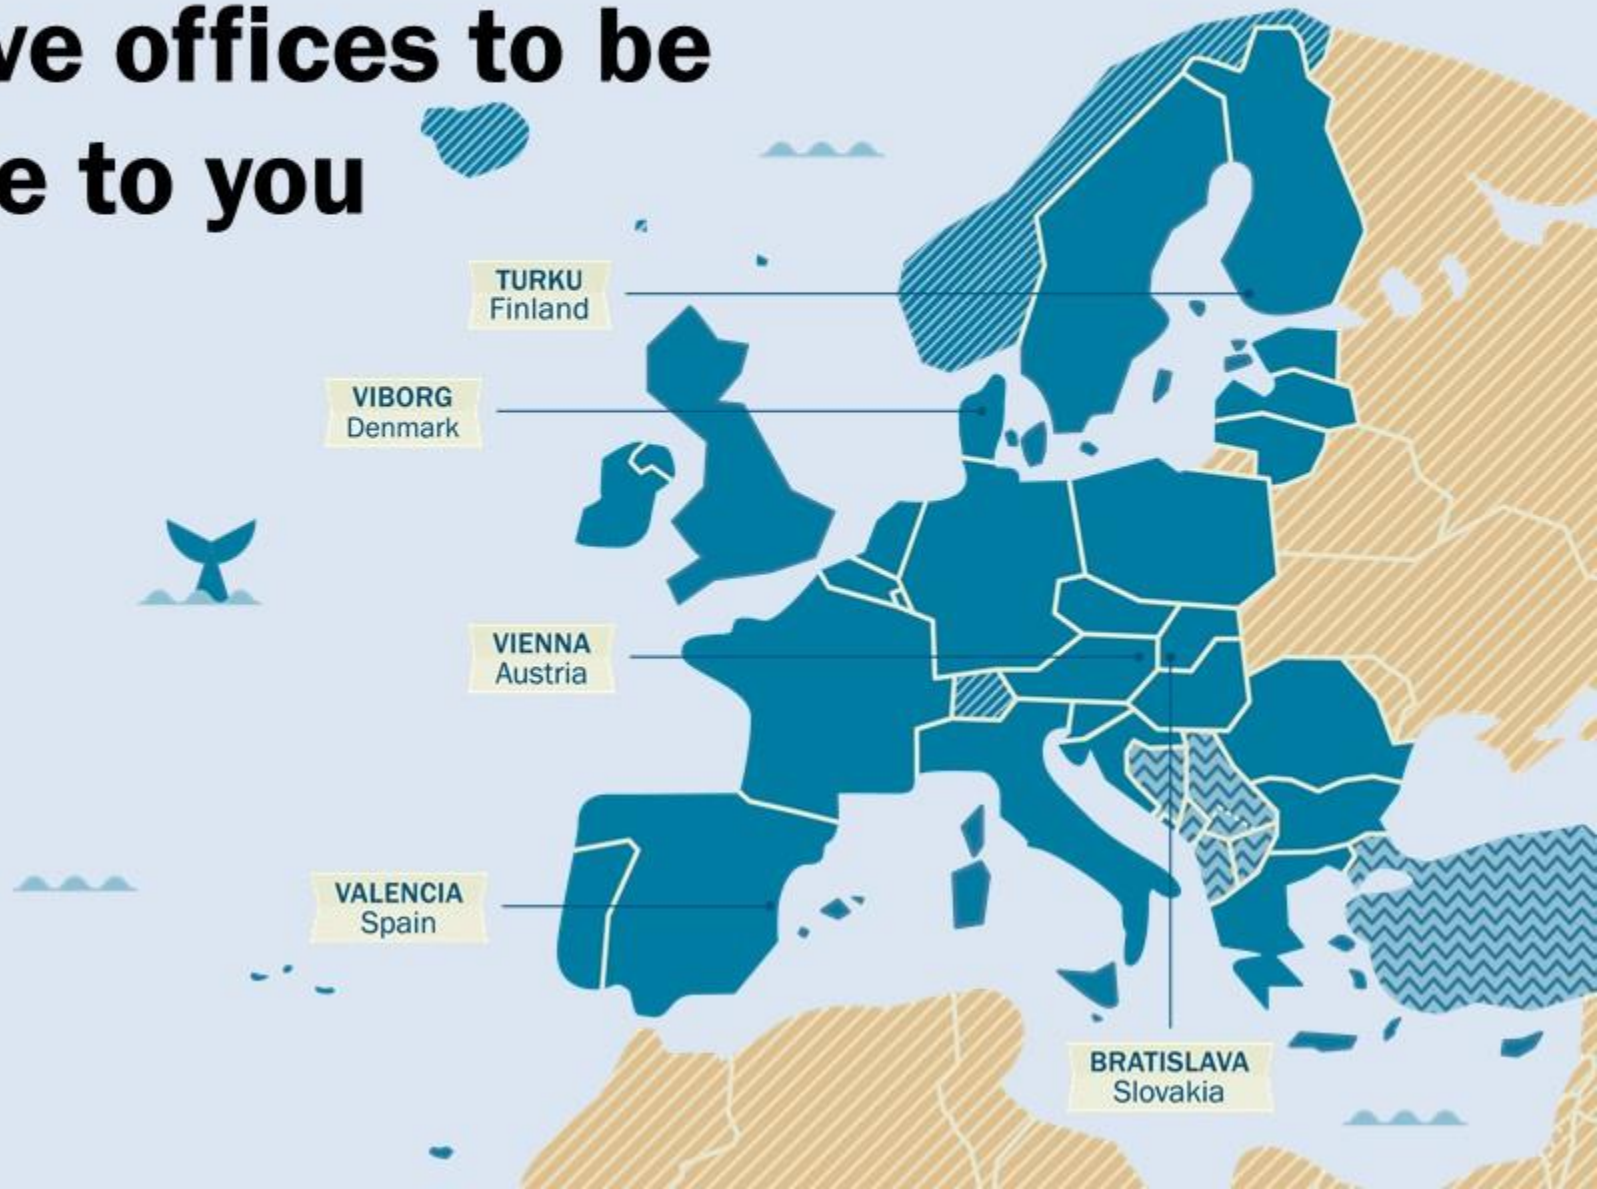 ve offices to be
e to you
TURKU
Finland
VIBORG
Denmark
VIENNA
Austria
VALENCIA
Spain
BRATISLAVA
Slovakia